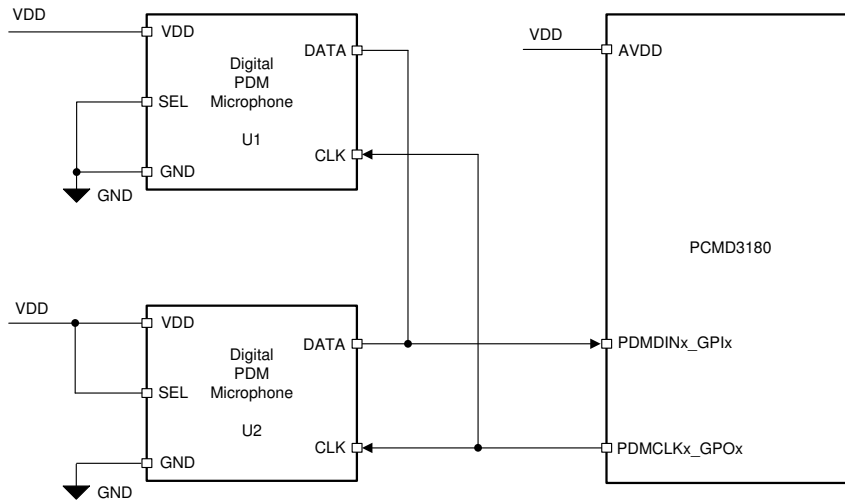 VDD
VDD
DATA
Digital
PDM
Microphone
SEL
U1
CLK
GND
GND
VDD
AVDD
PCMD3180
VDD
VDD
DATA
Digital
PDM
Microphone
SEL
U2
CLK
GND
GND
PDMDINx_GPIx
PDMCLKx_GPOx